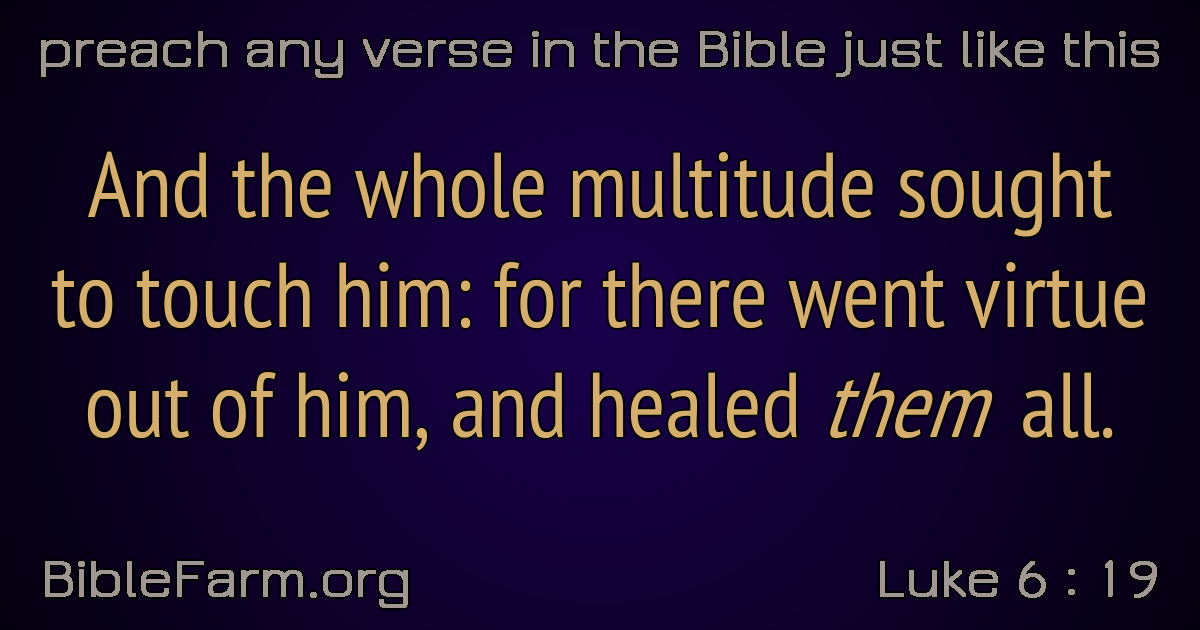 preach any verse in the Bible just like this
And the whole multitude sought
to touch him: for there went virtue
out of him, and healed them all.
BibleFarm.org
Luke 6 : 19